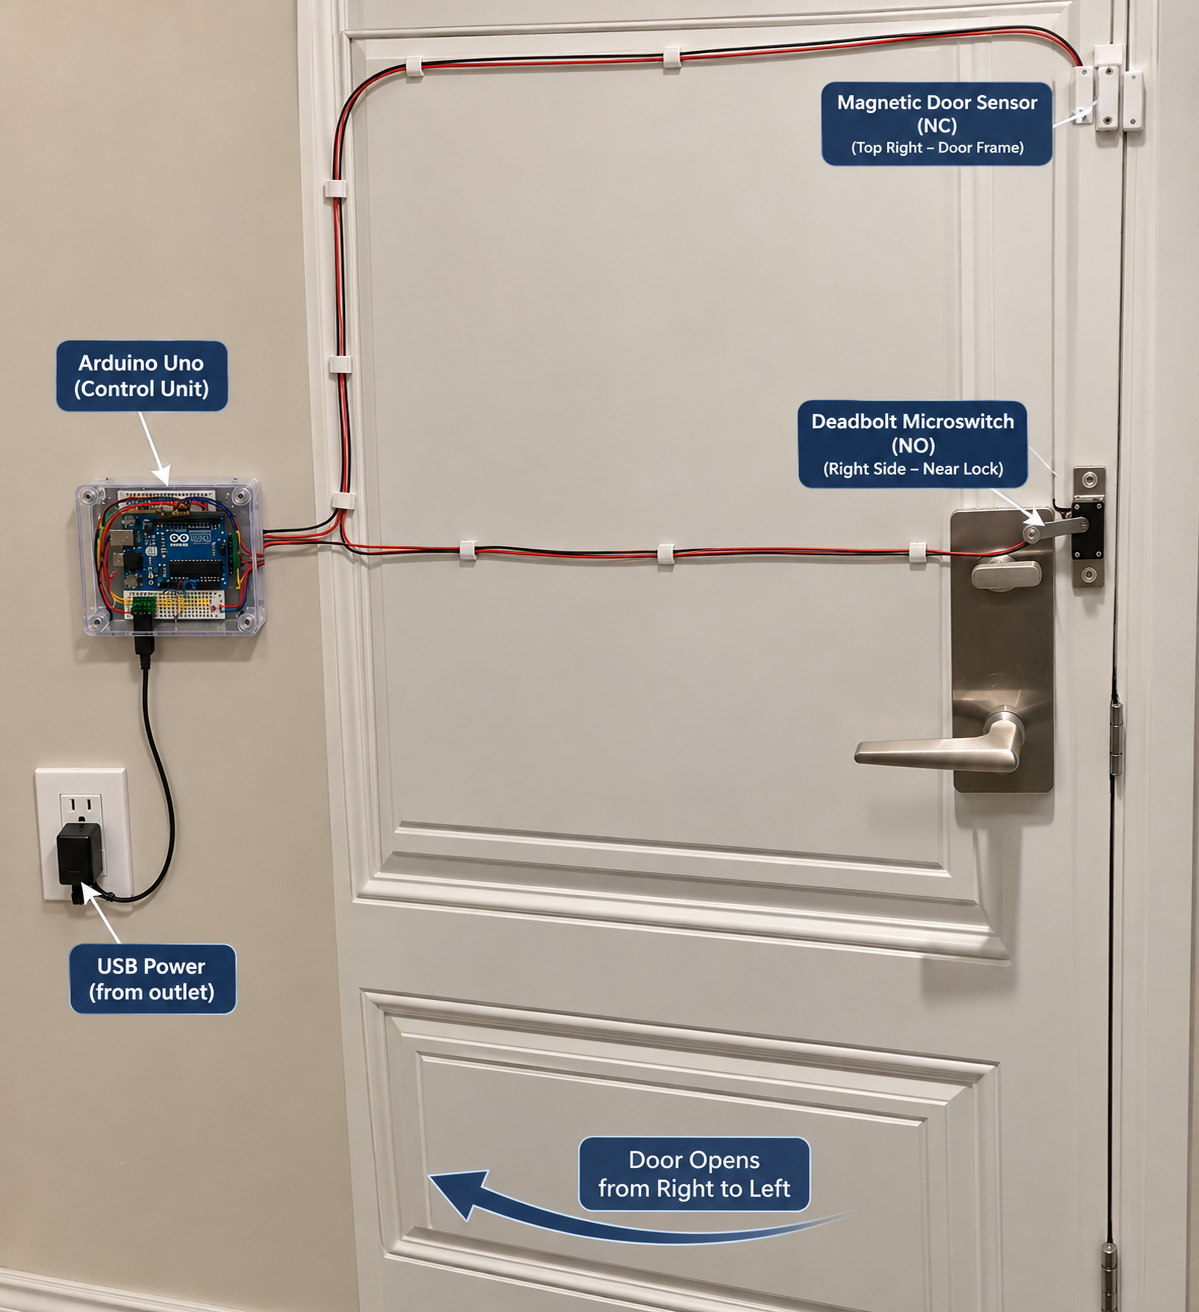 Magnetic Door Sensor
(NC)
(Top Right – Door Frame)
Arduino Uno
(Control Unit)
Deadbolt Microswitch
(NO)
(Right Side – Near Lock)
USB Power
(from outlet)
Door Opens
from Right to Left